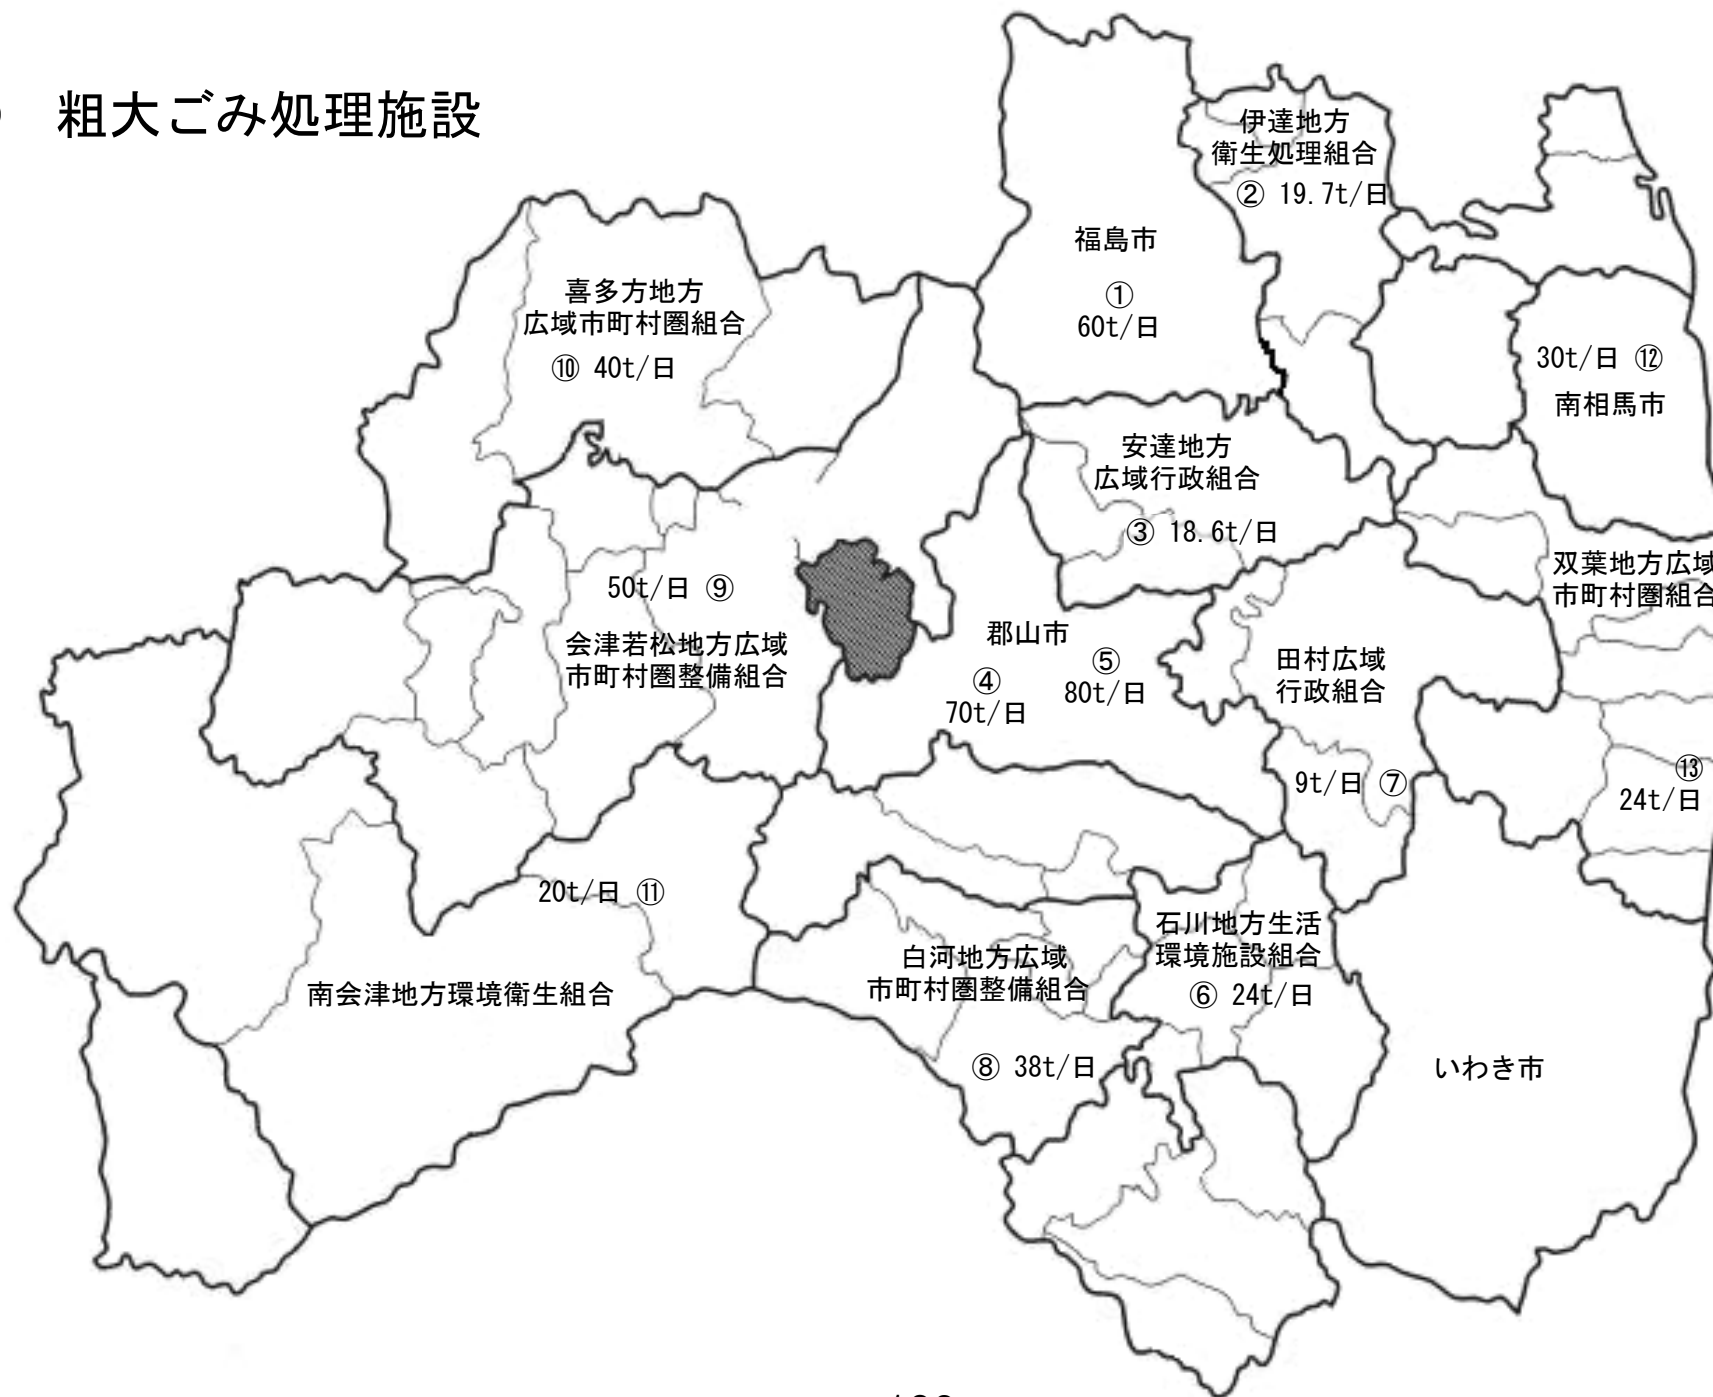 粗大ごみ処理施設
伊達地方
衛生処理組合
② 19.7t/日
福島市
①
60t/日
喜多方地方
広域市町村圏組合
⑩ 40t/日
30t/日 ⑫
南相馬市
安達地方
広域行政組合
③ 18.6t/日
双葉地方広域
市町村圏組合
50t/日 ⑨
会津若松地方広域
市町村圏整備組合
郡山市
④
70t/日
⑤
80t/日
田村広域
行政組合
9t/日 ⑦
⑬
24t/日
20t/日 ⑪
南会津地方環境衛生組合
白河地方広域
市町村圏整備組合
⑧ 38t/日
石川地方生活
環境施設組合
⑥ 24t/日
いわき市